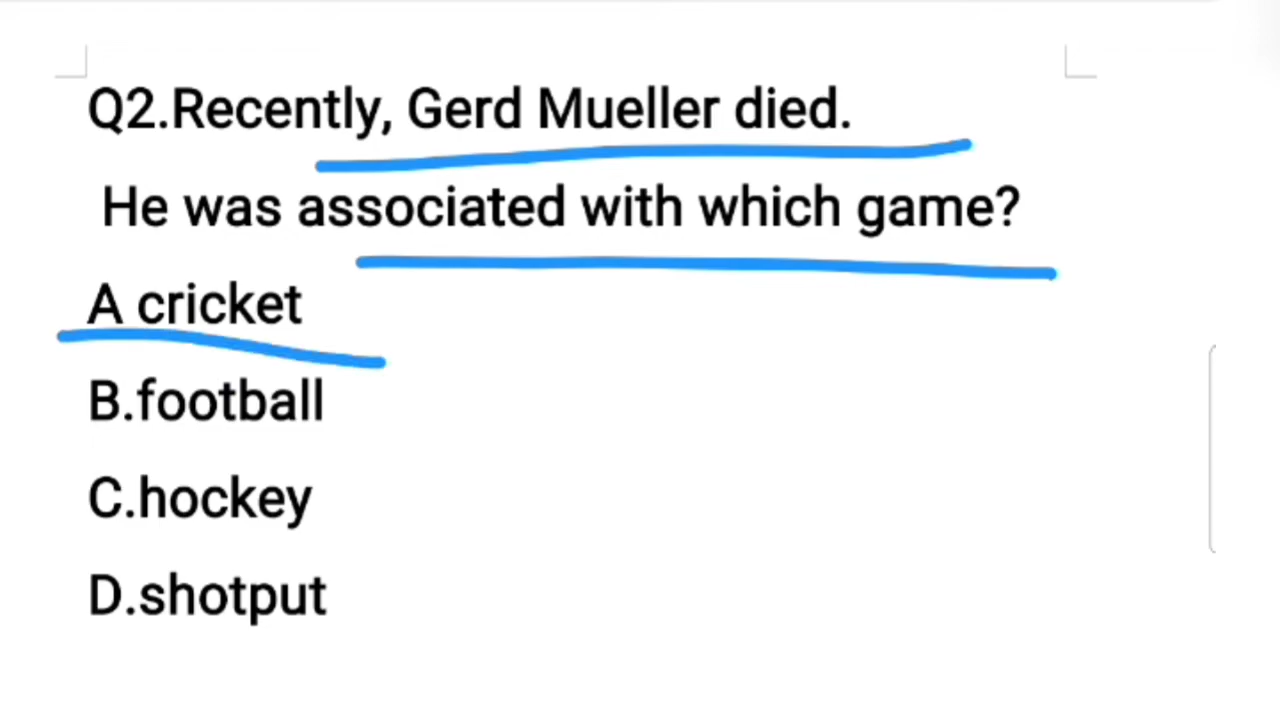 Q2.Recently, Gerd Mueller died.
He was associated with which game?
A cricket
B.football
C.hockey
D.shotput